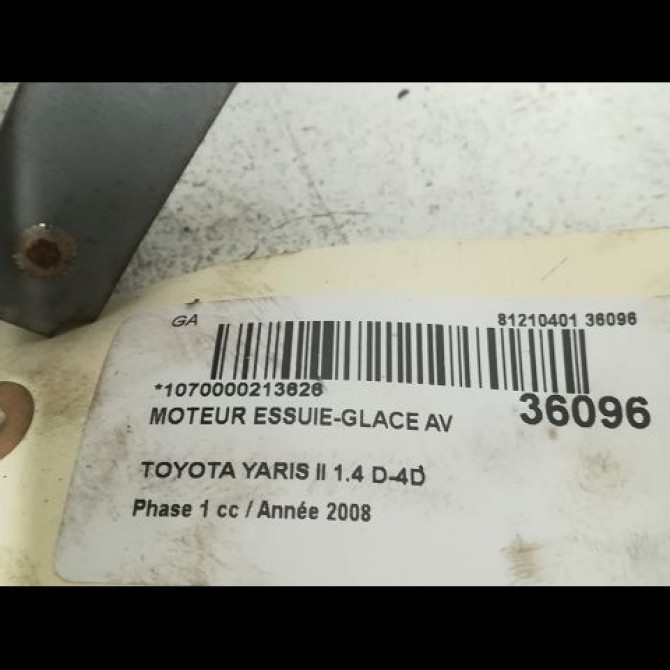 GA
81210401 36096
*1070000213626
36096
MOTEUR ESSUIE-GLACE AV
TOYOTA YARIS II 1.4 D-4D
Phase 1 cc / Année 2008